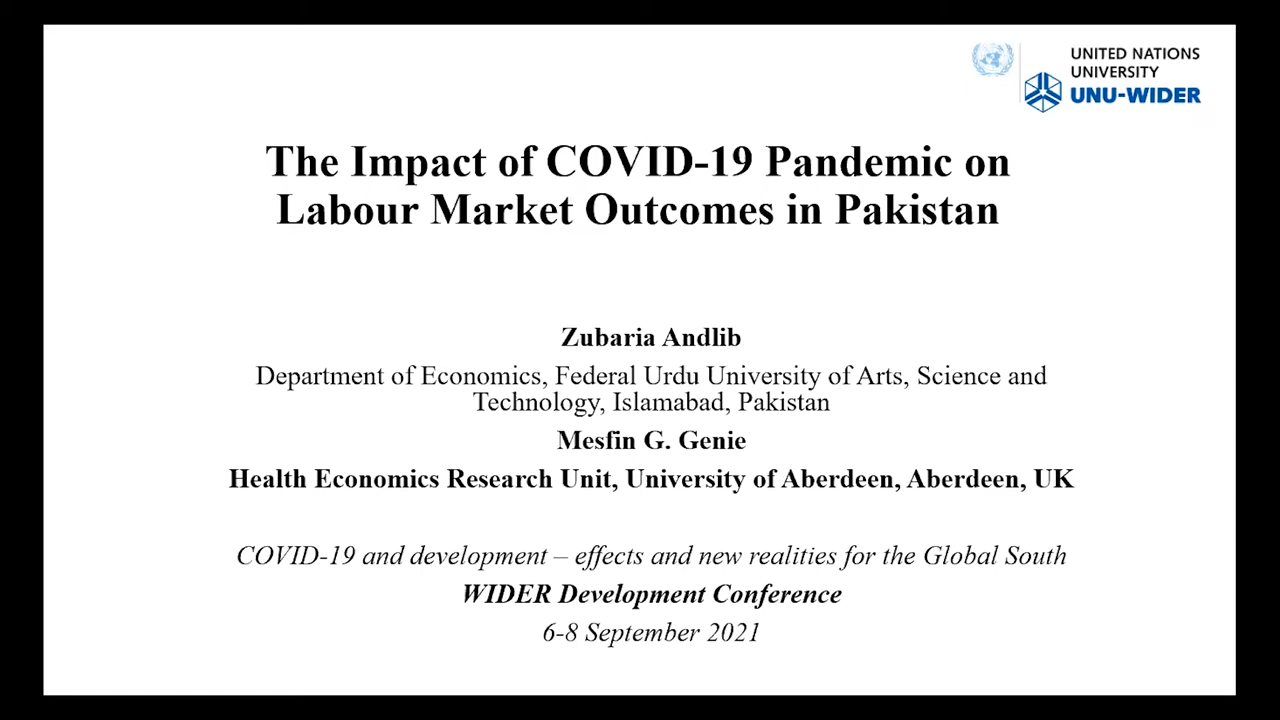 UNITED NATIONS
UNIVERSITY
UNU-WIDER
The Impact of COVID-19 Pandemic on
Labour Market Outcomes in Pakistan
Zubaria Andlib
Department of Economics, Federal Urdu University of Arts, Science and
Technology, Islamabad, Pakistan
Mesfin G. Genie
Health Economics Research Unit, University of Aberdeen, Aberdeen, UK
COVID-19 and development – effects and new realities for the Global South
WIDER Development Conference
6-8 September 2021